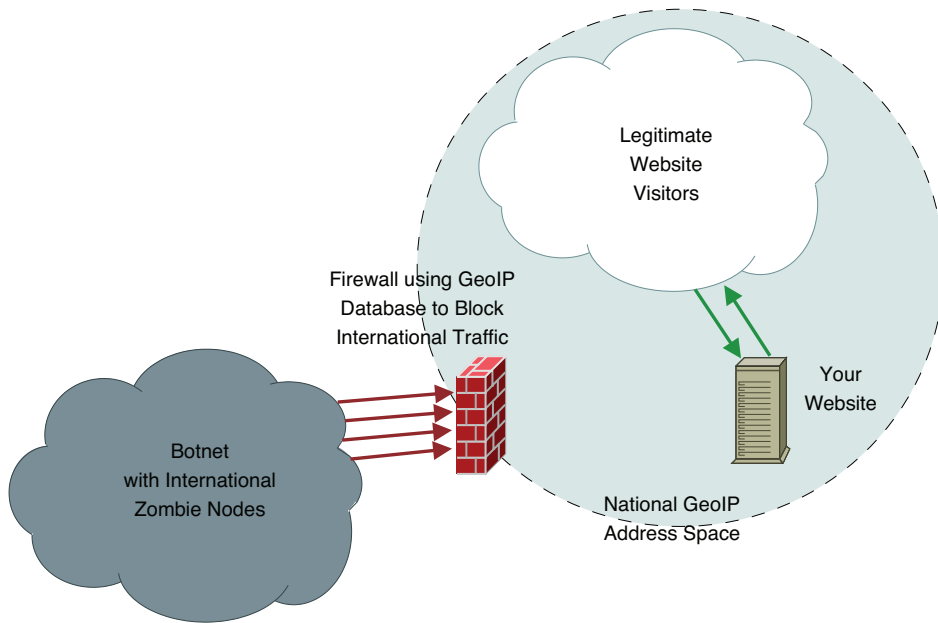 Legitimate
Website
Visitors
Firewall using GeoIP
Database to Block
International Traffic
Your
Website
Botnet
with International
Zombie Nodes
National GeoIP
Address Space